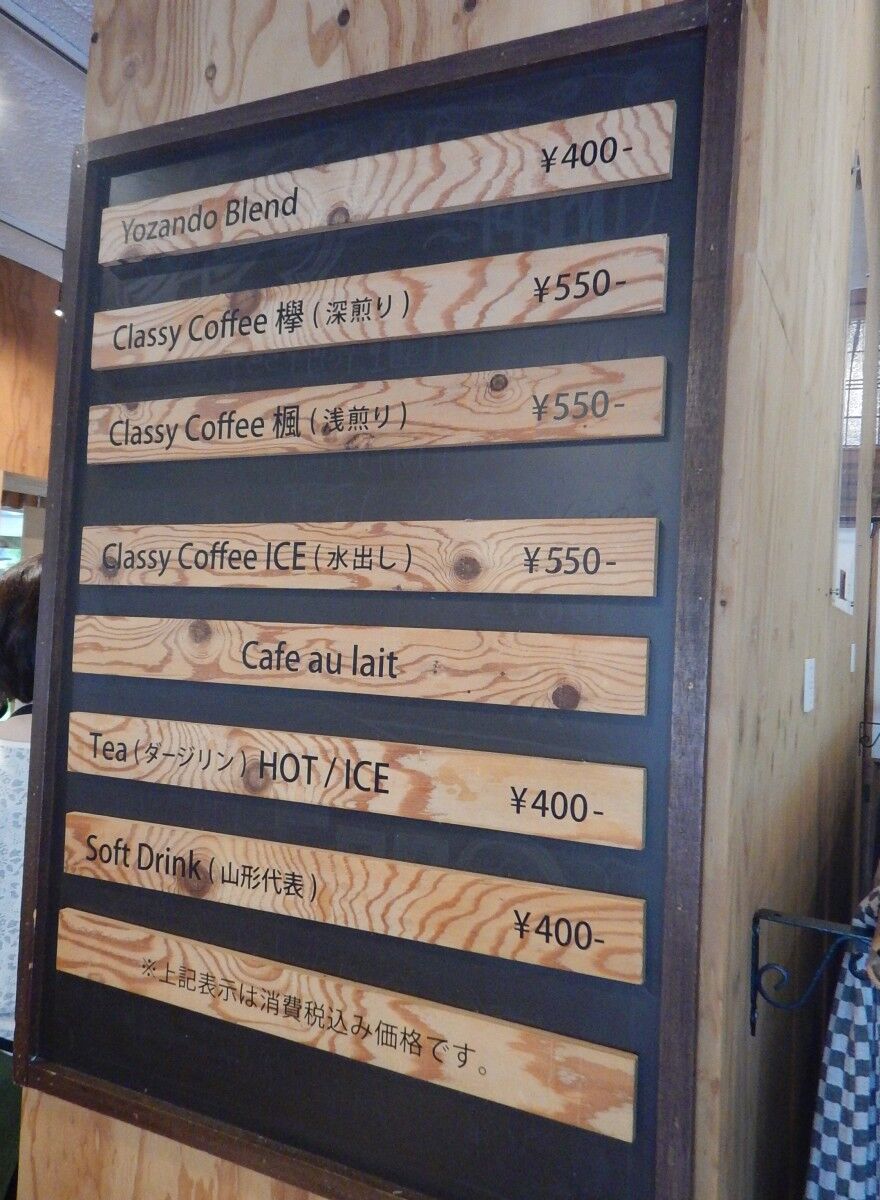 Yozando Blend ¥400-
Classy Coffee 欅 (深煎り) ¥550-
Classy Coffee 楓 (浅煎り) ¥550-
Classy Coffee ICE (水出し) ¥550-
Cafe au lait
Tea (ダージリン) HOT / ICE ¥400-
Soft Drink (山形代表) ¥400-
※上記表示は消費税込み価格です。